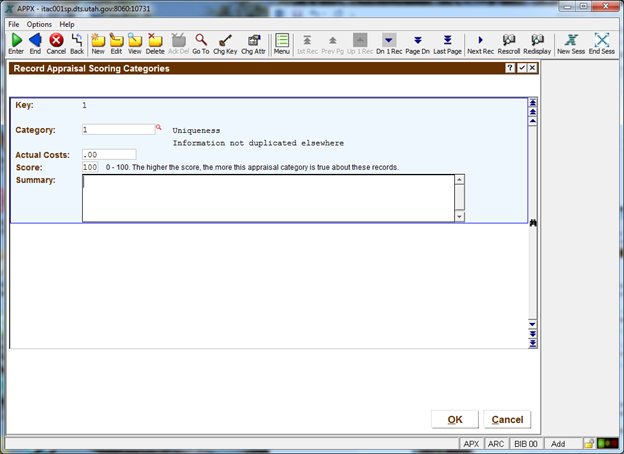 APPX - itac001sp.dts.utah.gov:8060:10731
File Options Help
Enter End Cancel Back New Edit View Delete Ack Del Go To Chg Key Chg Attr Menu 1st Rec Prev Pg Up 1 Rec Dn 1 Rec Page Dn Last Page Next Rec Rescroll Redisplay New Sess End Sess
Record Appraisal Scoring Categories
Key: 1
Category: 1 Uniqueness
Information not duplicated elsewhere
Actual Costs: .00
Score: 100 0 - 100. The higher the score, the more this appraisal category is true about these records.
Summary:
OK Cancel
APX ARC BIB 00 Add